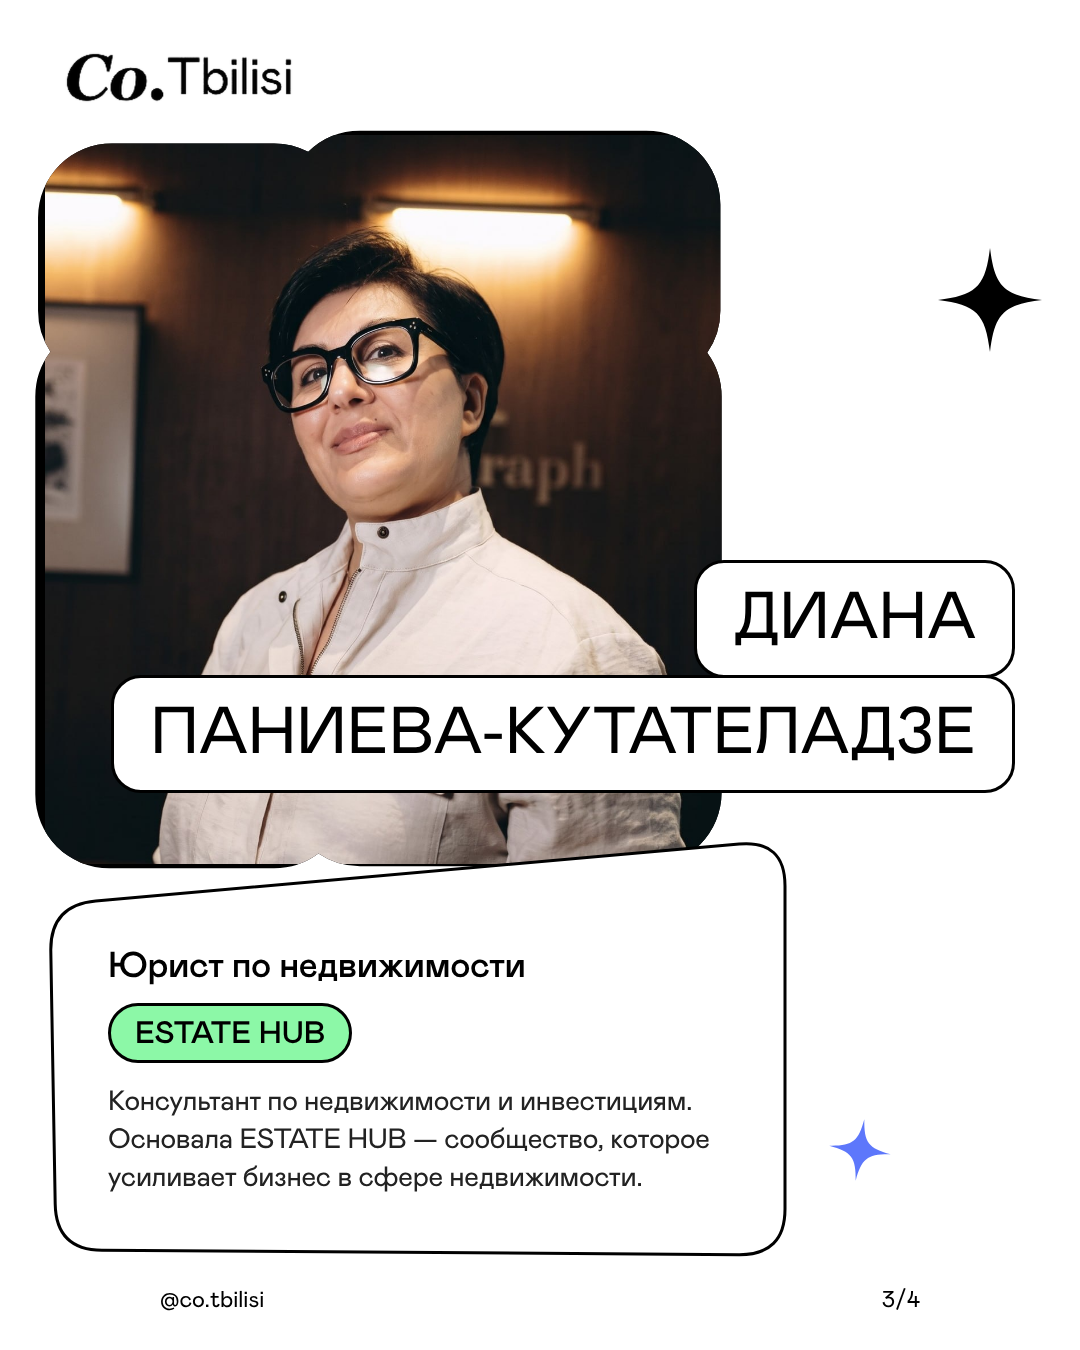 Co.Tbilisi
raph
ДИАНА
ПАНИЕВА-КУТАТЕЛАДЗЕ
Юрист по недвижимости
ESTATE HUB
Консультант по недвижимости и инвестициям.
Основала ESTATE HUB — сообщество, которое
усиливает бизнес в сфере недвижимости.
@co.tbilisi
3/4